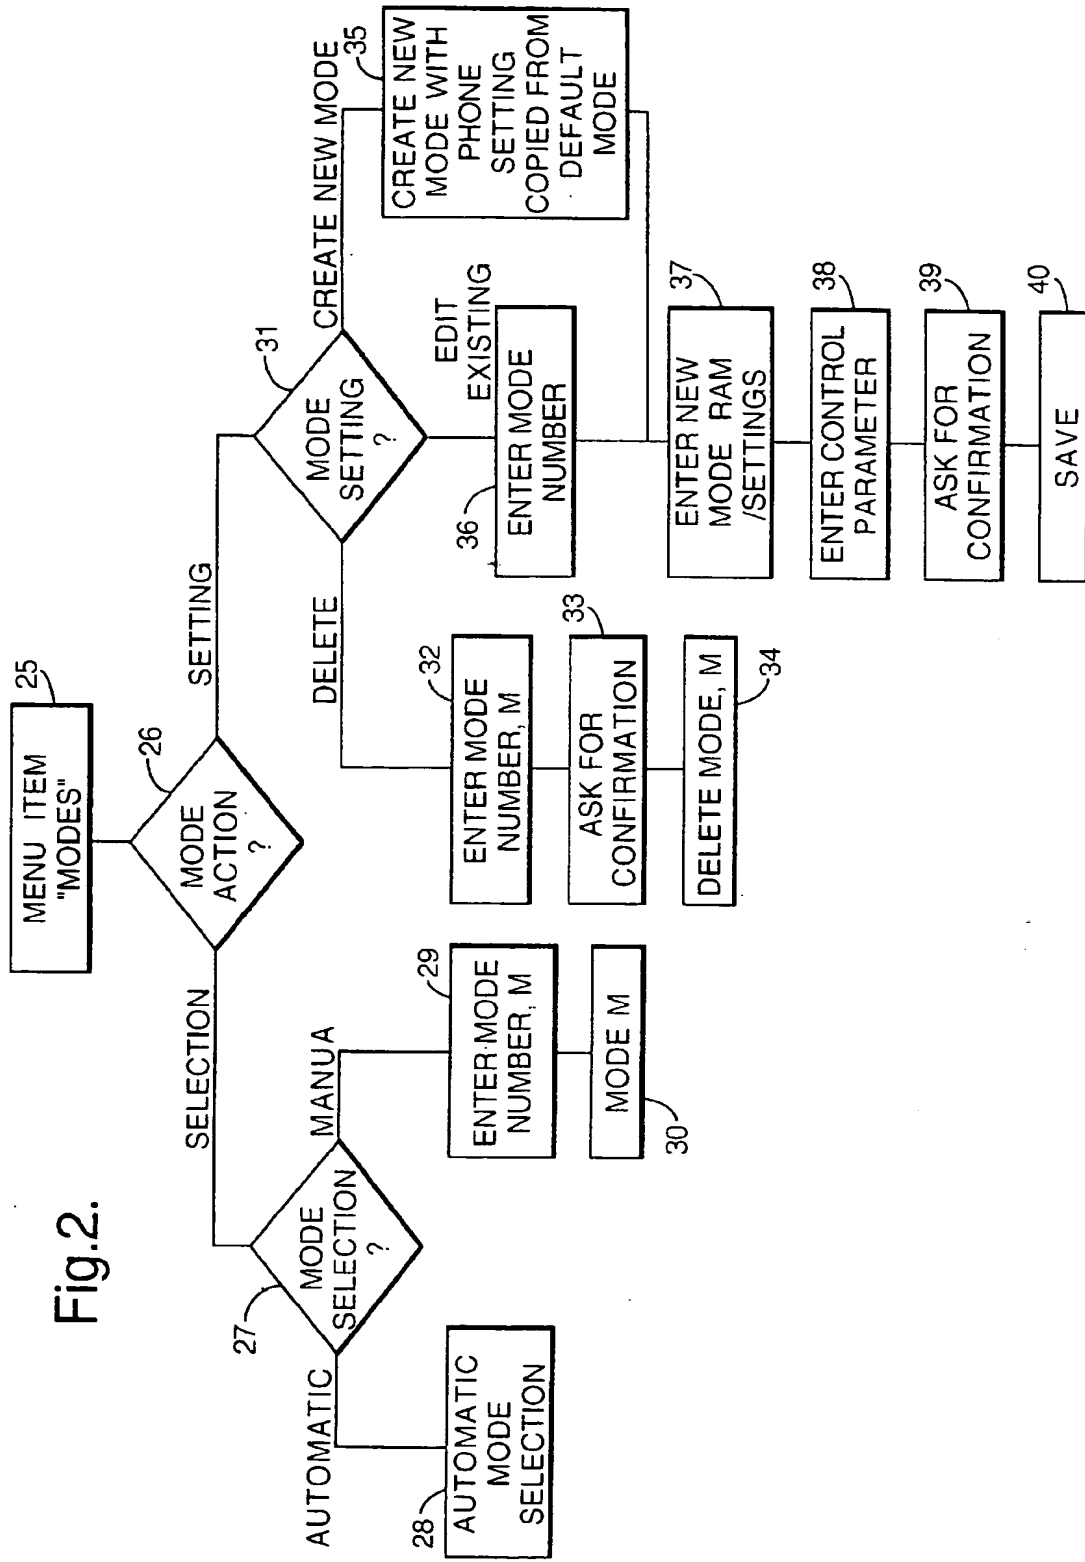 Fig.2.
MENU ITEM
"MODES"
25
MODE
ACTION
?
26
SELECTION
SETTING
MODE
SELECTION
?
27
AUTOMATIC
MANUA
AUTOMATIC
MODE
SELECTION
28
ENTER MODE
NUMBER, M
29
MODE M
30
MODE
SETTING
?
31
DELETE
EDIT
EXISTING
CREATE NEW MODE
ENTER MODE
NUMBER, M
32
ASK FOR
CONFIRMATION
33
DELETE MODE, M
34
CREATE NEW
MODE WITH
PHONE
SETTING
COPIED FROM
DEFAULT
MODE
35
ENTER MODE
NUMBER
36
ENTER NEW
MODE RAM
/SETTINGS
37
ENTER CONTROL
PARAMETER
38
ASK FOR
CONFIRMATION
39
SAVE
40